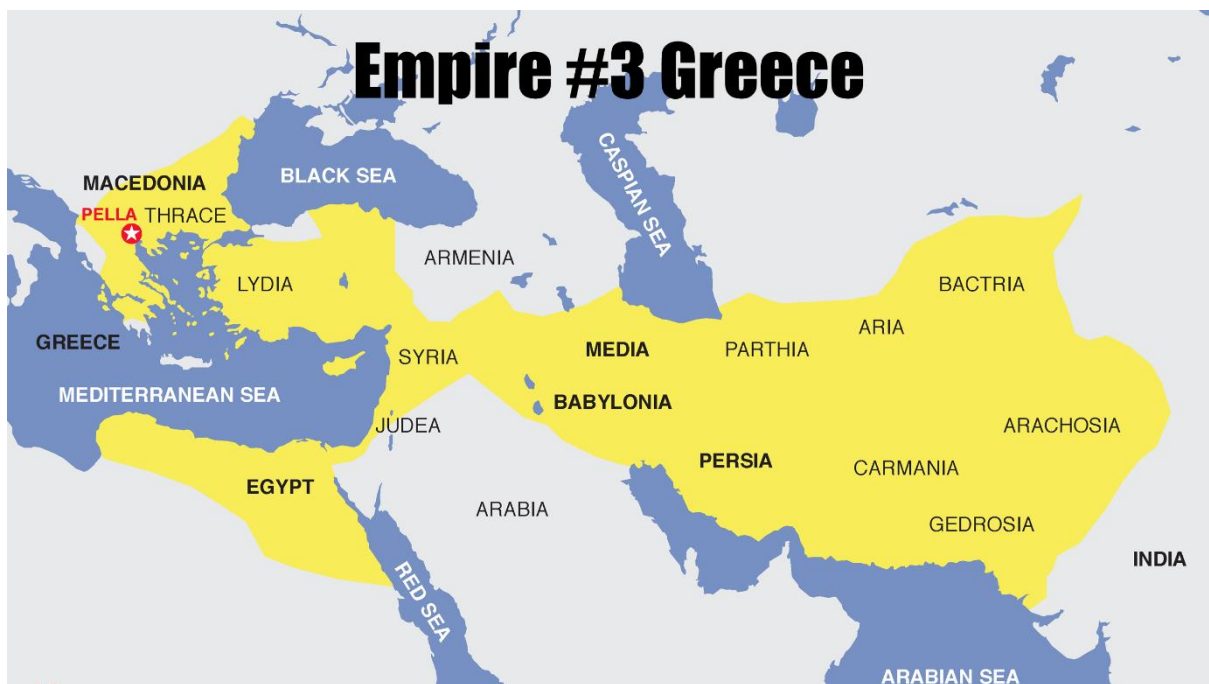 Empire #3 Greece
CASPIAN SEA
BLACK SEA
MACEDONIA
PELLA
THRACE
ARMENIA
LYDIA
BACTRIA
ARIA
GREECE
SYRIA
MEDIA
PARTHIA
MEDITERRANEAN SEA
BABYLONIA
JUDEA
ARACHOSIA
EGYPT
PERSIA
CARMANIA
ARABIA
GEDROSIA
INDIA
RED SEA
ARABIAN SEA